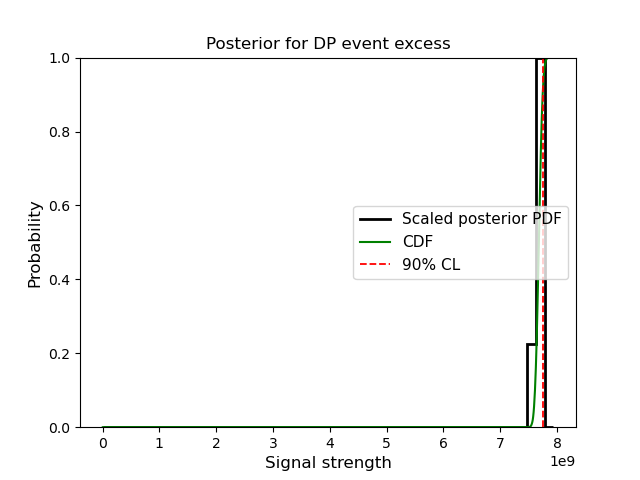 Posterior for DP event excess
1.0
0.8
0.6
0.4
0.2
0.0
Probability
Scaled posterior PDF
CDF
90% CL
0 1 2 3 4 5 6 7 8
1e9
Signal strength